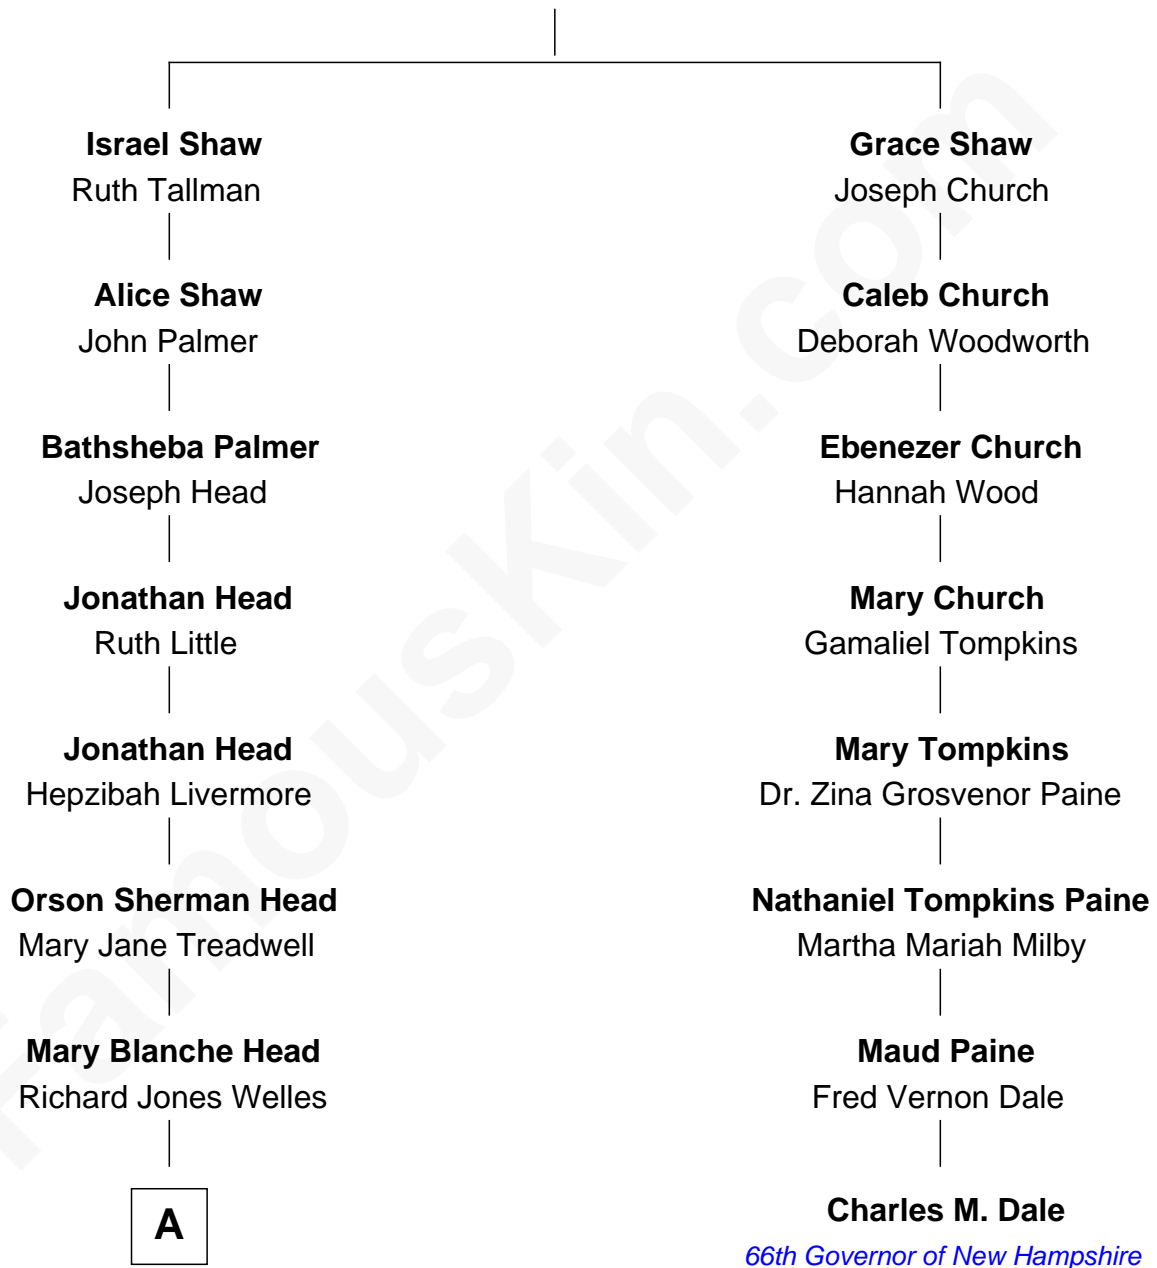 Israel Shaw
Ruth Tallman
Alice Shaw
John Palmer
Bathsheba Palmer
Joseph Head
Jonathan Head
Ruth Little
Jonathan Head
Hepzibah Livermore
Orson Sherman Head
Mary Jane Treadwell
Mary Blanche Head
Richard Jones Welles
A
Grace Shaw
Joseph Church
Caleb Church
Deborah Woodworth
Ebenezer Church
Hannah Wood
Mary Church
Gamaliel Tompkins
Mary Tompkins
Dr. Zina Grosvenor Paine
Nathaniel Tompkins Paine
Martha Mariah Milby
Maud Paine
Fred Vernon Dale
Charles M. Dale
66th Governor of New Hampshire
FamousKin.com